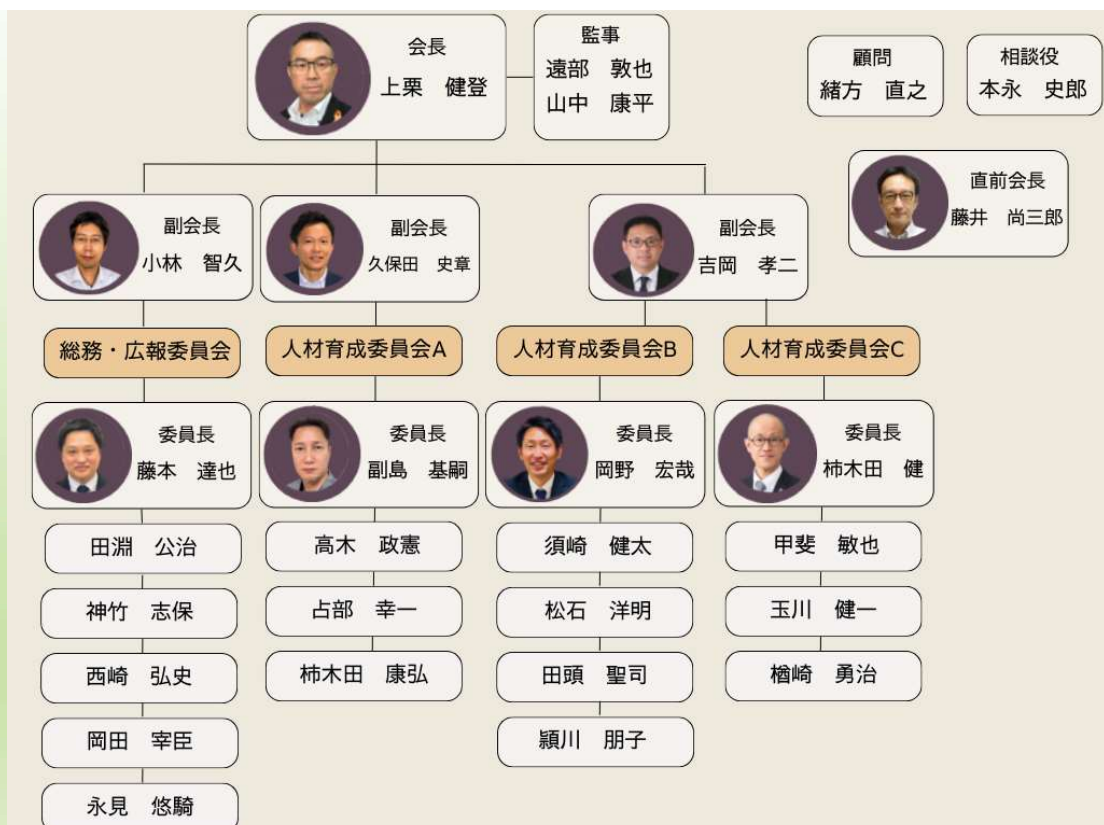 会長
上栗　健登
監事
遠部　敦也
山中　康平
顧問
緒方　直之
相談役
本永　史郎
直前会長
藤井　尚三郎
副会長
小林　智久
副会長
久保田　史章
副会長
吉岡　孝二
総務・広報委員会
人材育成委員会A
人材育成委員会B
人材育成委員会C
委員長
藤本　達也
委員長
副島　基嗣
委員長
岡野　宏哉
委員長
柿木田　健
田淵　公治
神竹　志保
西崎　弘史
岡田　宰臣
永見　悠騎
高木　政憲
占部　幸一
柿木田　康弘
須崎　健太
松石　洋明
田頭　聖司
頴川　朋子
甲斐　敏也
玉川　健一
楢崎　勇治